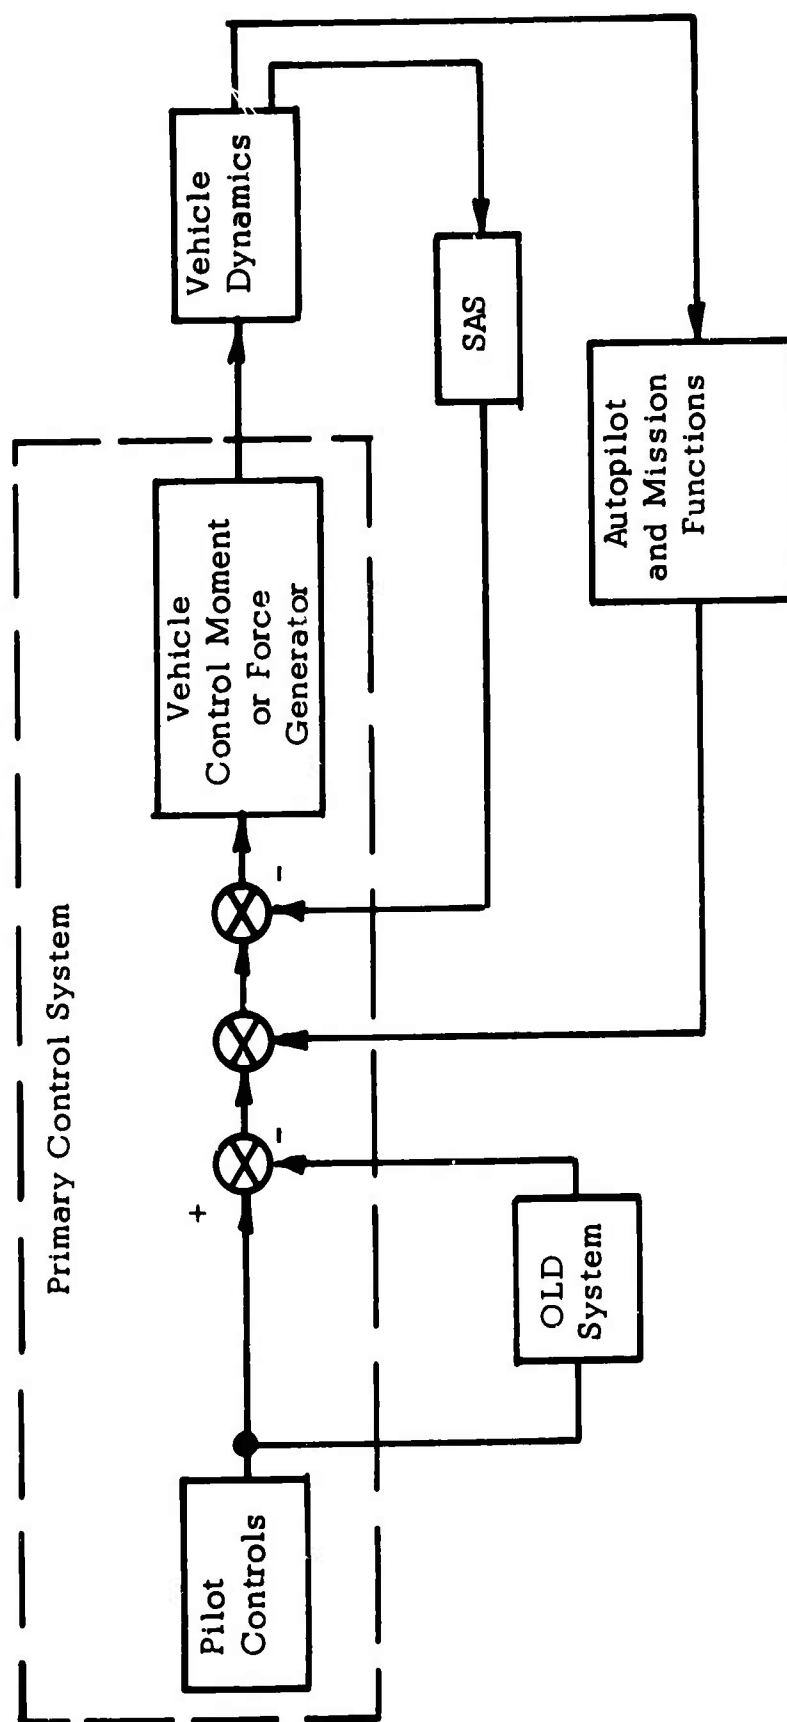 Primary Control System
Pilot
Controls
+
-
-
Vehicle
Control Moment
or Force
Generator
Vehicle
Dynamics
OLD
System
SAS
Autopilot
and Mission
Functions